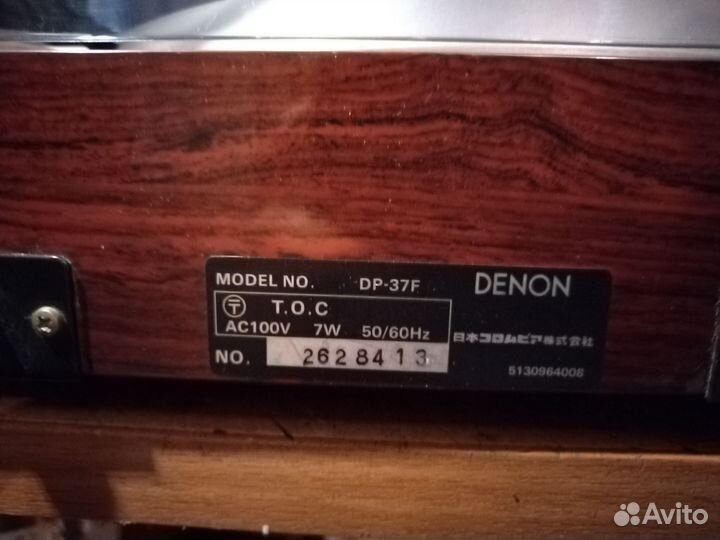 MODEL NO. DP-37F DENON
〒 T.O.C
AC100V 7W 50/60Hz 日本コロムビア株式会社
NO. 2628413
5130964008
Avito